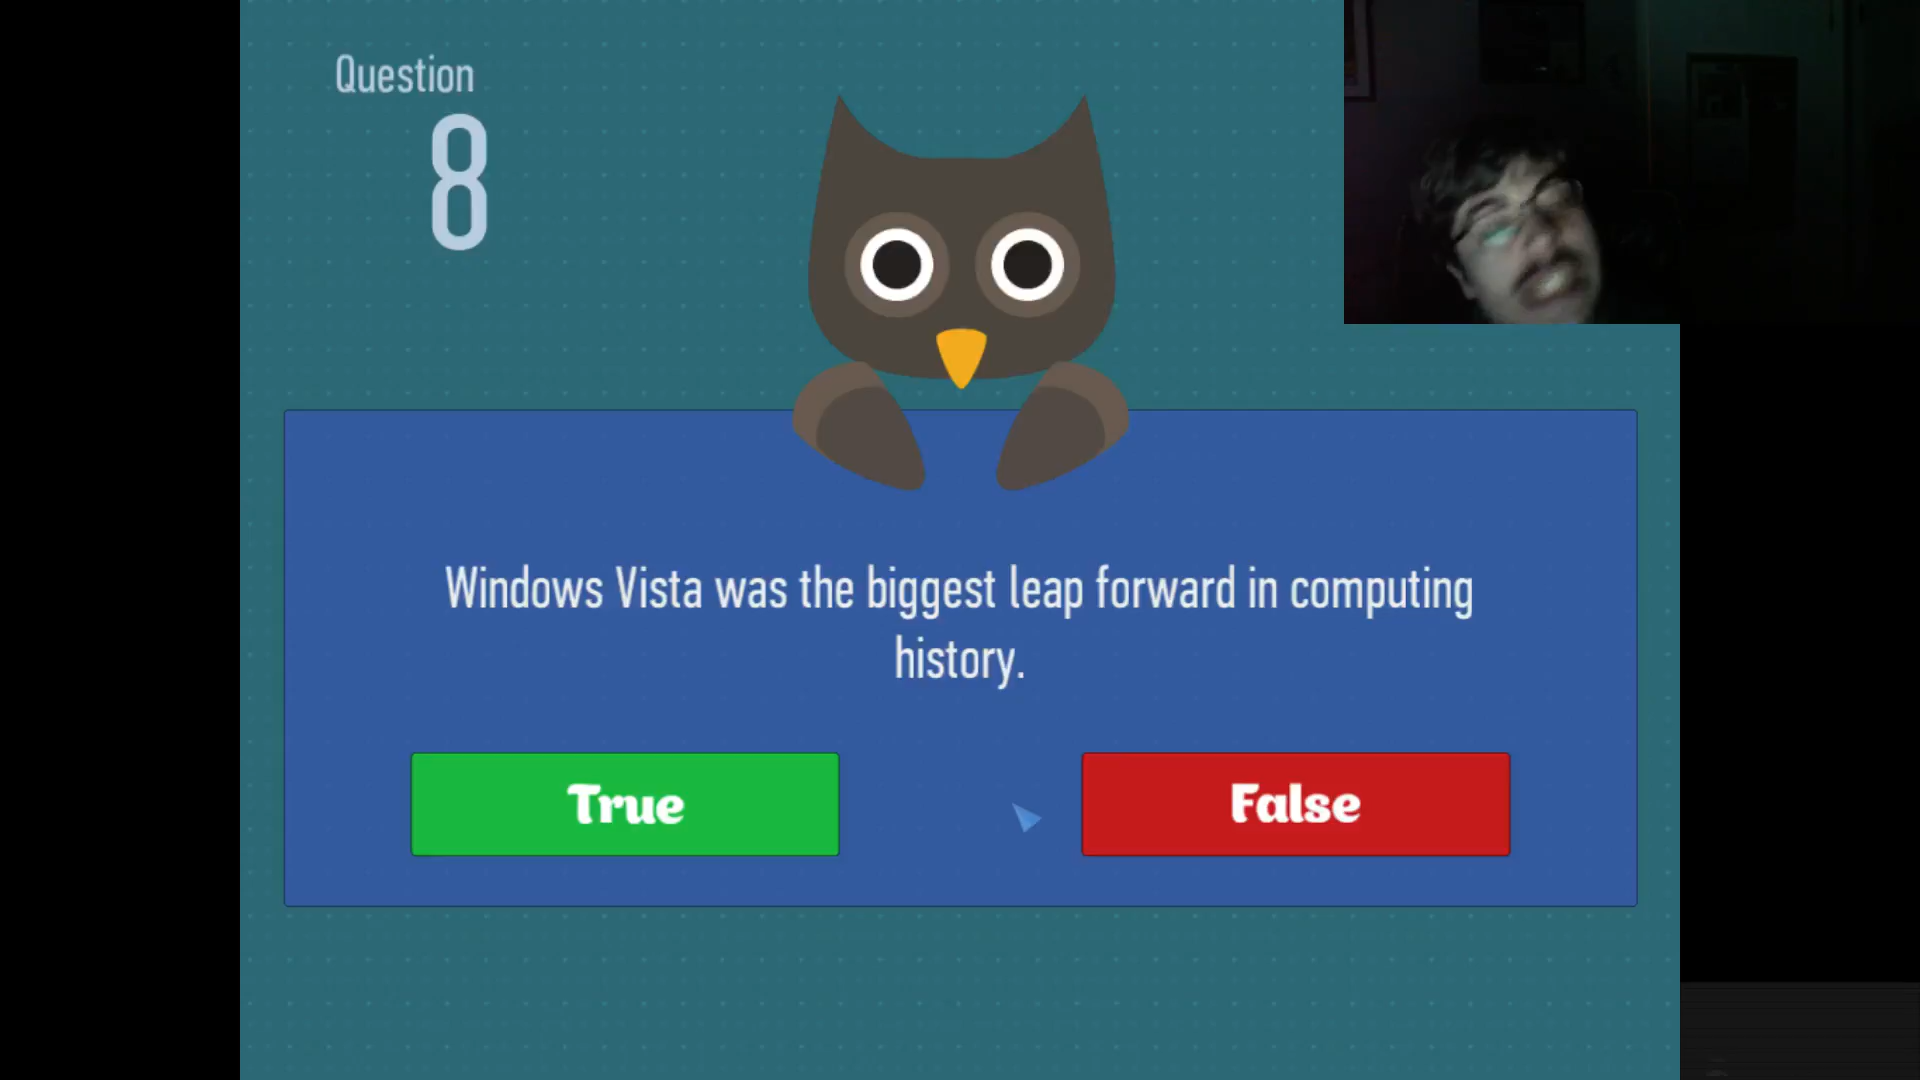 Question
8
Windows Vista was the biggest leap forward in computing
history.
True
False